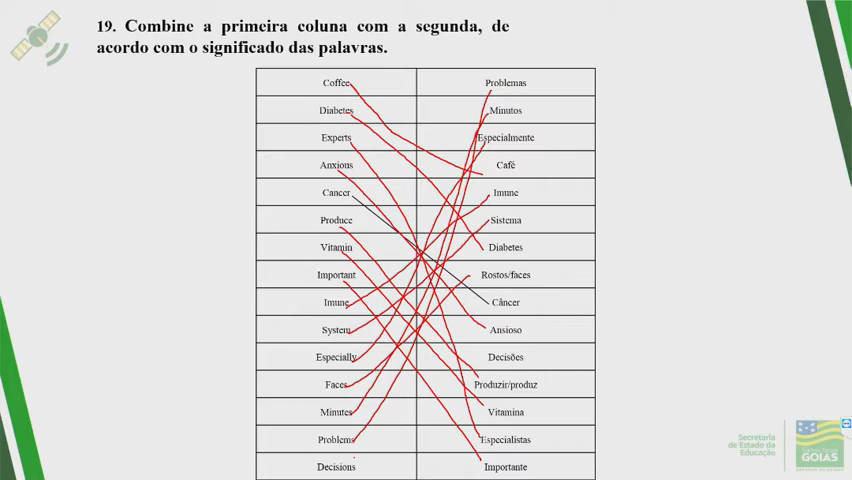 19. Combine a primeira coluna com a segunda, de
acordo com o significado das palavras.
Coffee Problemas
Diabetes Minutos
Experts Especialmente
Anxious Café
Cancer Imune
Produce Sistema
Vitamin Diabetes
Important Rostos/faces
Imune Câncer
System Ansioso
Especially Decisões
Faces Produzir/produz
Minutes Vitamina
Problems Especialistas
Decisions Importante
Secretaria
de Estado da
Educação
GOIÁS